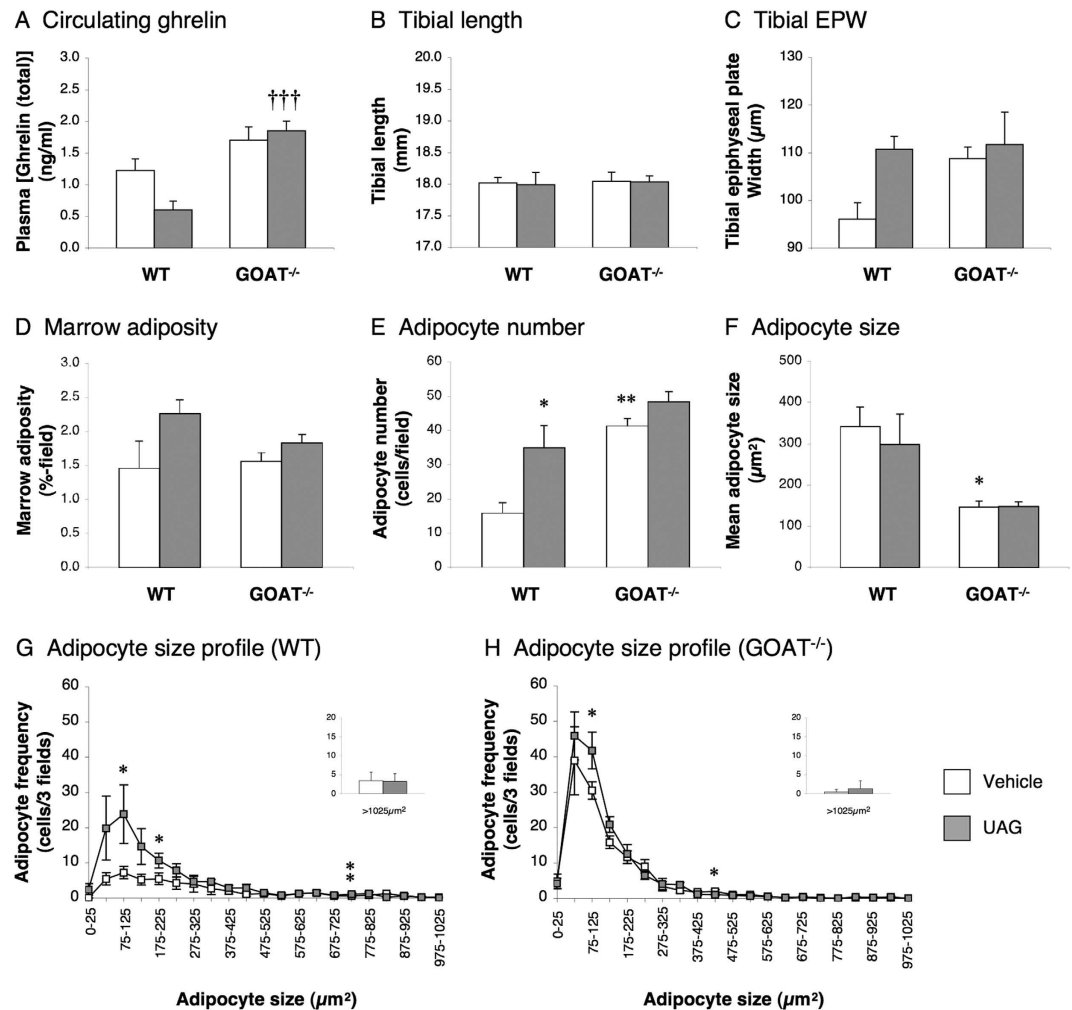 A Circulating ghrelin
Plasma [Ghrelin (total)]
(ng/ml)
3.0
2.5
2.0
1.5
1.0
0.5
0.0
†††
WT
GOAT-/-
B Tibial length
Tibial length
(mm)
20.0
19.0
18.0
17.0
WT
GOAT-/-
C Tibial EPW
Tibial epiphyseal plate
Width (µm)
130
120
110
100
90
WT
GOAT-/-
D Marrow adiposity
Marrow adiposity
(%-field)
3.0
2.5
2.0
1.5
1.0
0.5
0.0
WT
GOAT-/-
E Adipocyte number
Adipocyte number
(cells/field)
60
50
40
30
20
10
0
*
**
WT
GOAT-/-
F Adipocyte size
Mean adipocyte size
(µm²)
500
400
300
200
100
0
*
WT
GOAT-/-
G Adipocyte size profile (WT)
Adipocyte frequency
(cells/3 fields)
60
50
40
30
20
10
0
*
*
*
*
20
15
10
5
0
>1025µm²
0-25
75-125
175-225
275-325
375-425
475-525
575-625
675-725
775-825
875-925
975-1025
Adipocyte size (µm²)
H Adipocyte size profile (GOAT-/-)
Adipocyte frequency
(cells/3 fields)
60
50
40
30
20
10
0
*
*
20
15
10
5
0
>1025µm²
0-25
75-125
175-225
275-325
375-425
475-525
575-625
675-725
775-825
875-925
975-1025
Adipocyte size (µm²)
Vehicle
UAG